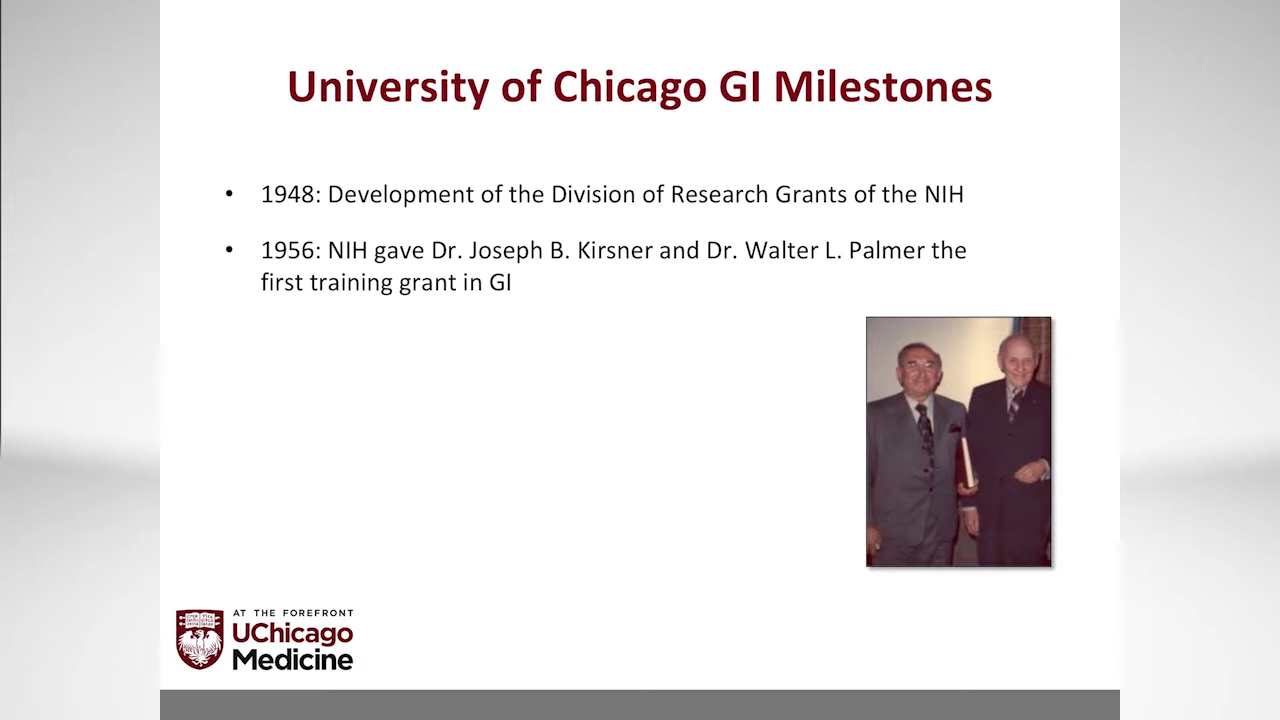 University of Chicago GI Milestones
• 1948: Development of the Division of Research Grants of the NIH
• 1956: NIH gave Dr. Joseph B. Kirsner and Dr. Walter L. Palmer the
first training grant in GI
AT THE FOREFRONT
UChicago
Medicine